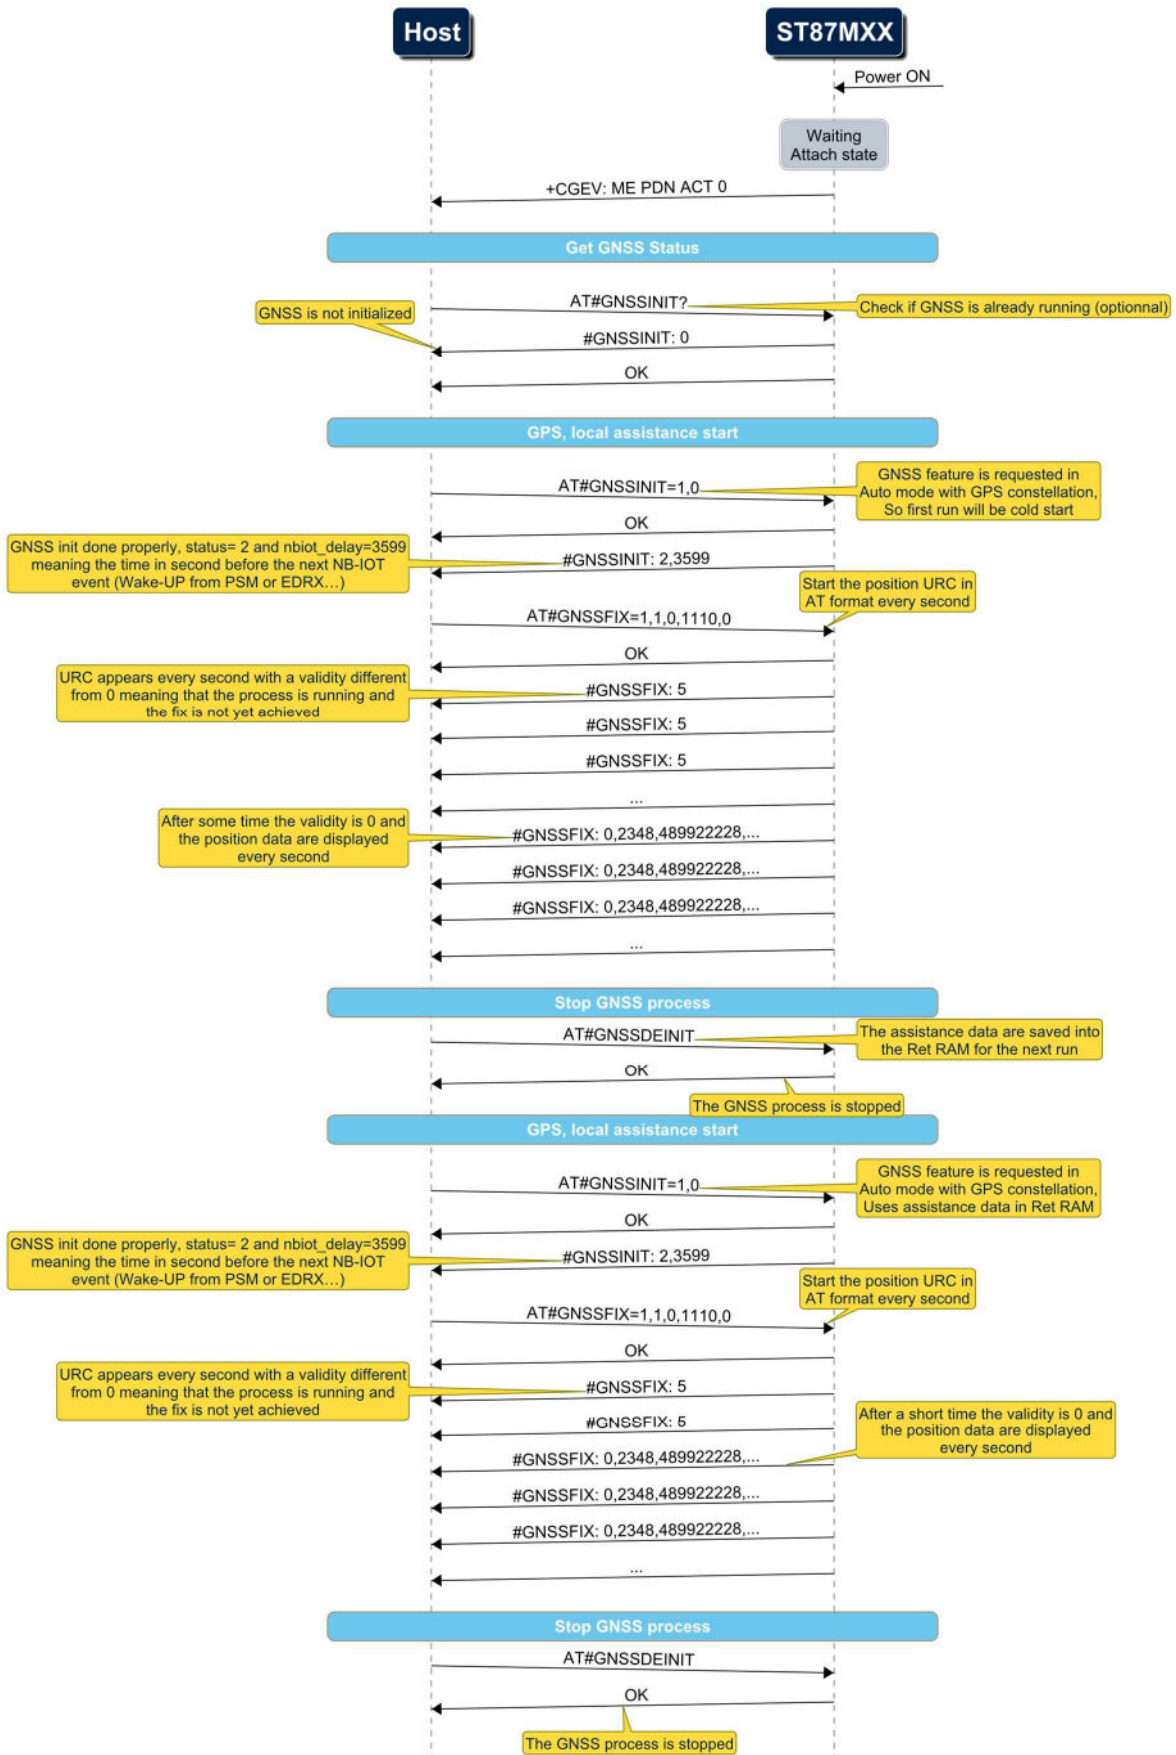 Host
ST87MXX
Power ON
Waiting
Attach state
+CGEV: ME PDN ACT 0
Get GNSS Status
AT#GNSSINIT?
Check if GNSS is already running (optionnal)
GNSS is not initialized
#GNSSINIT: 0
OK
GPS, local assistance start
AT#GNSSINIT=1,0
GNSS feature is requested in
Auto mode with GPS constellation,
So first run will be cold start
OK
GNSS init done properly, status= 2 and nbiot_delay=3599
meaning the time in second before the next NB-IOT
event (Wake-UP from PSM or EDRX...)
#GNSSINIT: 2,3599
Start the position URC in
AT format every second
AT#GNSSFIX=1,1,0,1110,0
OK
URC appears every second with a validity different
from 0 meaning that the process is running and
the fix is not yet achieved
#GNSSFIX: 5
#GNSSFIX: 5
#GNSSFIX: 5
...
After some time the validity is 0 and
the position data are displayed
every second
#GNSSFIX: 0,2348,489922228,...
#GNSSFIX: 0,2348,489922228,...
#GNSSFIX: 0,2348,489922228,...
...
Stop GNSS process
AT#GNSSDEINIT
The assistance data are saved into
the Ret RAM for the next run
OK
The GNSS process is stopped
GPS, local assistance start
AT#GNSSINIT=1,0
GNSS feature is requested in
Auto mode with GPS constellation,
Uses assistance data in Ret RAM
OK
GNSS init done properly, status= 2 and nbiot_delay=3599
meaning the time in second before the next NB-IOT
event (Wake-UP from PSM or EDRX...)
#GNSSINIT: 2,3599
Start the position URC in
AT format every second
AT#GNSSFIX=1,1,0,1110,0
OK
URC appears every second with a validity different
from 0 meaning that the process is running and
the fix is not yet achieved
#GNSSFIX: 5
#GNSSFIX: 5
After a short time the validity is 0 and
the position data are displayed
every second
#GNSSFIX: 0,2348,489922228,...
#GNSSFIX: 0,2348,489922228,...
#GNSSFIX: 0,2348,489922228,...
...
Stop GNSS process
AT#GNSSDEINIT
OK
The GNSS process is stopped